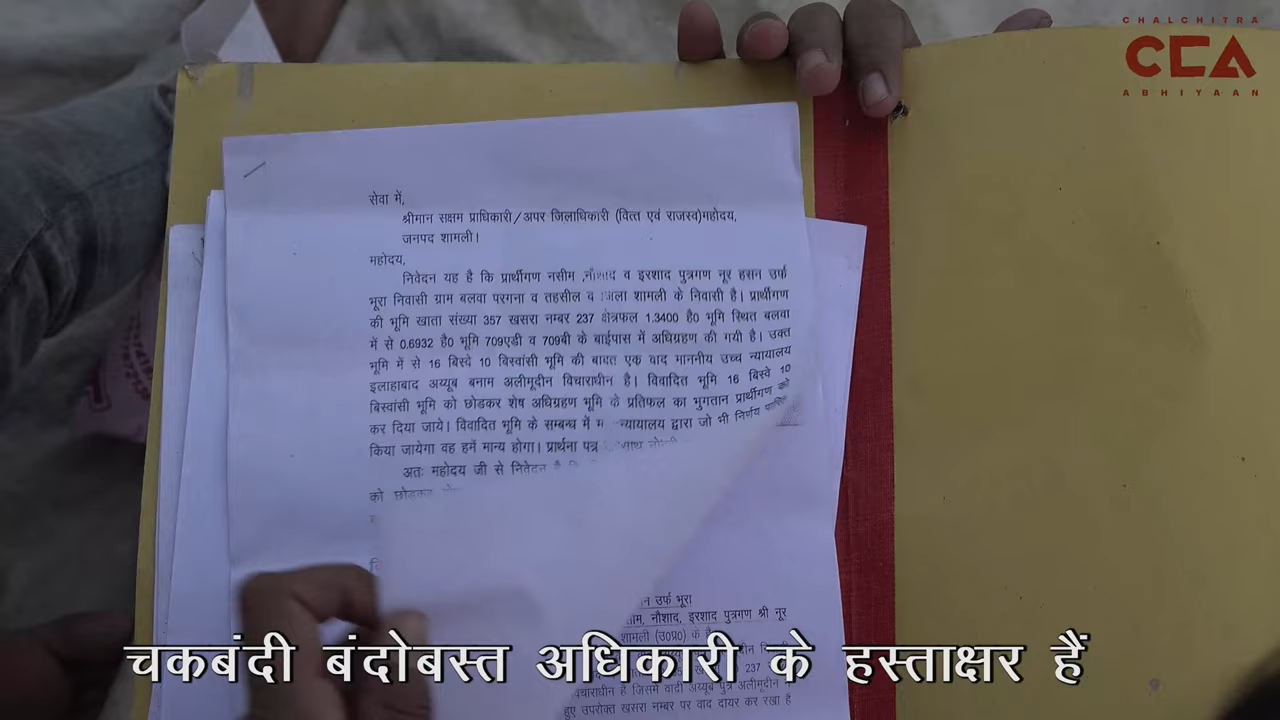 CHALCHITRA
CCA
ABHIYAAN
सेवा में,
श्रीमान सक्षम प्राधिकारी/अपर जिलाधिकारी (वित्त एवं राजस्व)महोदय,
जनपद शामली।
महोदय,
निवेदन यह है कि प्रार्थीगण नसीम ,नौशाद व इरशाद पुत्रगण नूर हसन उर्फ
भूरा निवासी ग्राम बलवा परगना व तहसील व जिला शामली के निवासी है। प्रार्थीगण
की भूमि खाता संख्या 357 खसरा नम्बर 237 क्षेत्रफल 1.3400 है0 भूमि स्थित बलवा
में से 0.6932 है0 भूमि 709एडी व 709बी के बाईपास में अधिग्रहण की गयी है। उक्त
भूमि में से 16 बिस्वे 10 बिस्वांसी भूमि की बाबत एक वाद माननीय उच्च न्यायालय
इलाहाबाद अय्यूब बनाम अलीमूदीन विचाराधीन है। विवादित भूमि 16 बिस्वे 10
बिस्वांसी भूमि को छोडकर शेष अधिग्रहण भूमि के प्रतिफल का भुगतान प्रार्थीगण को
कर दिया जाये। विवादित भूमि के सम्बन्ध में न्यायालय द्वारा जो भी निर्णय
किया जायेगा वह हमें मान्य होगा। प्रार्थना पत्र
अतः महोदय जी से निवेदन है
को छोडकर
उर्फ भूरा
नौशाद, इरशाद पुत्रगण श्री नूर
शामली (उ0प्र0) के है
237
विचाराधीन है जिसमे वादी अय्यूब पुत्र अलीमूदीन
हुए उपरोक्त खसरा नम्बर पर वाद दायर कर रखा है
चकबंदी बंदोबस्त अधिकारी के हस्ताक्षर हैं